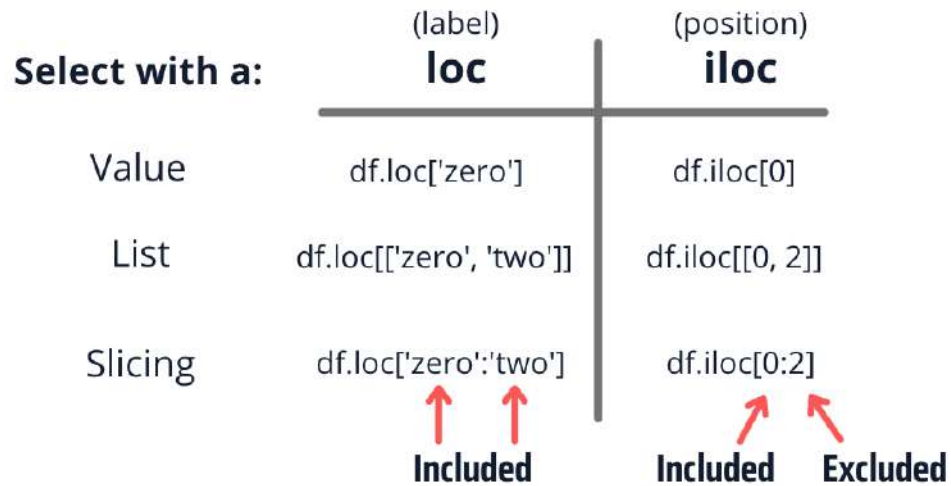 (label) (position)
Select with a: loc iloc
Value df.loc['zero'] df.iloc[0]
List df.loc[['zero', 'two']] df.iloc[[0, 2]]
Slicing df.loc['zero':'two'] df.iloc[0:2]
Included Included Excluded